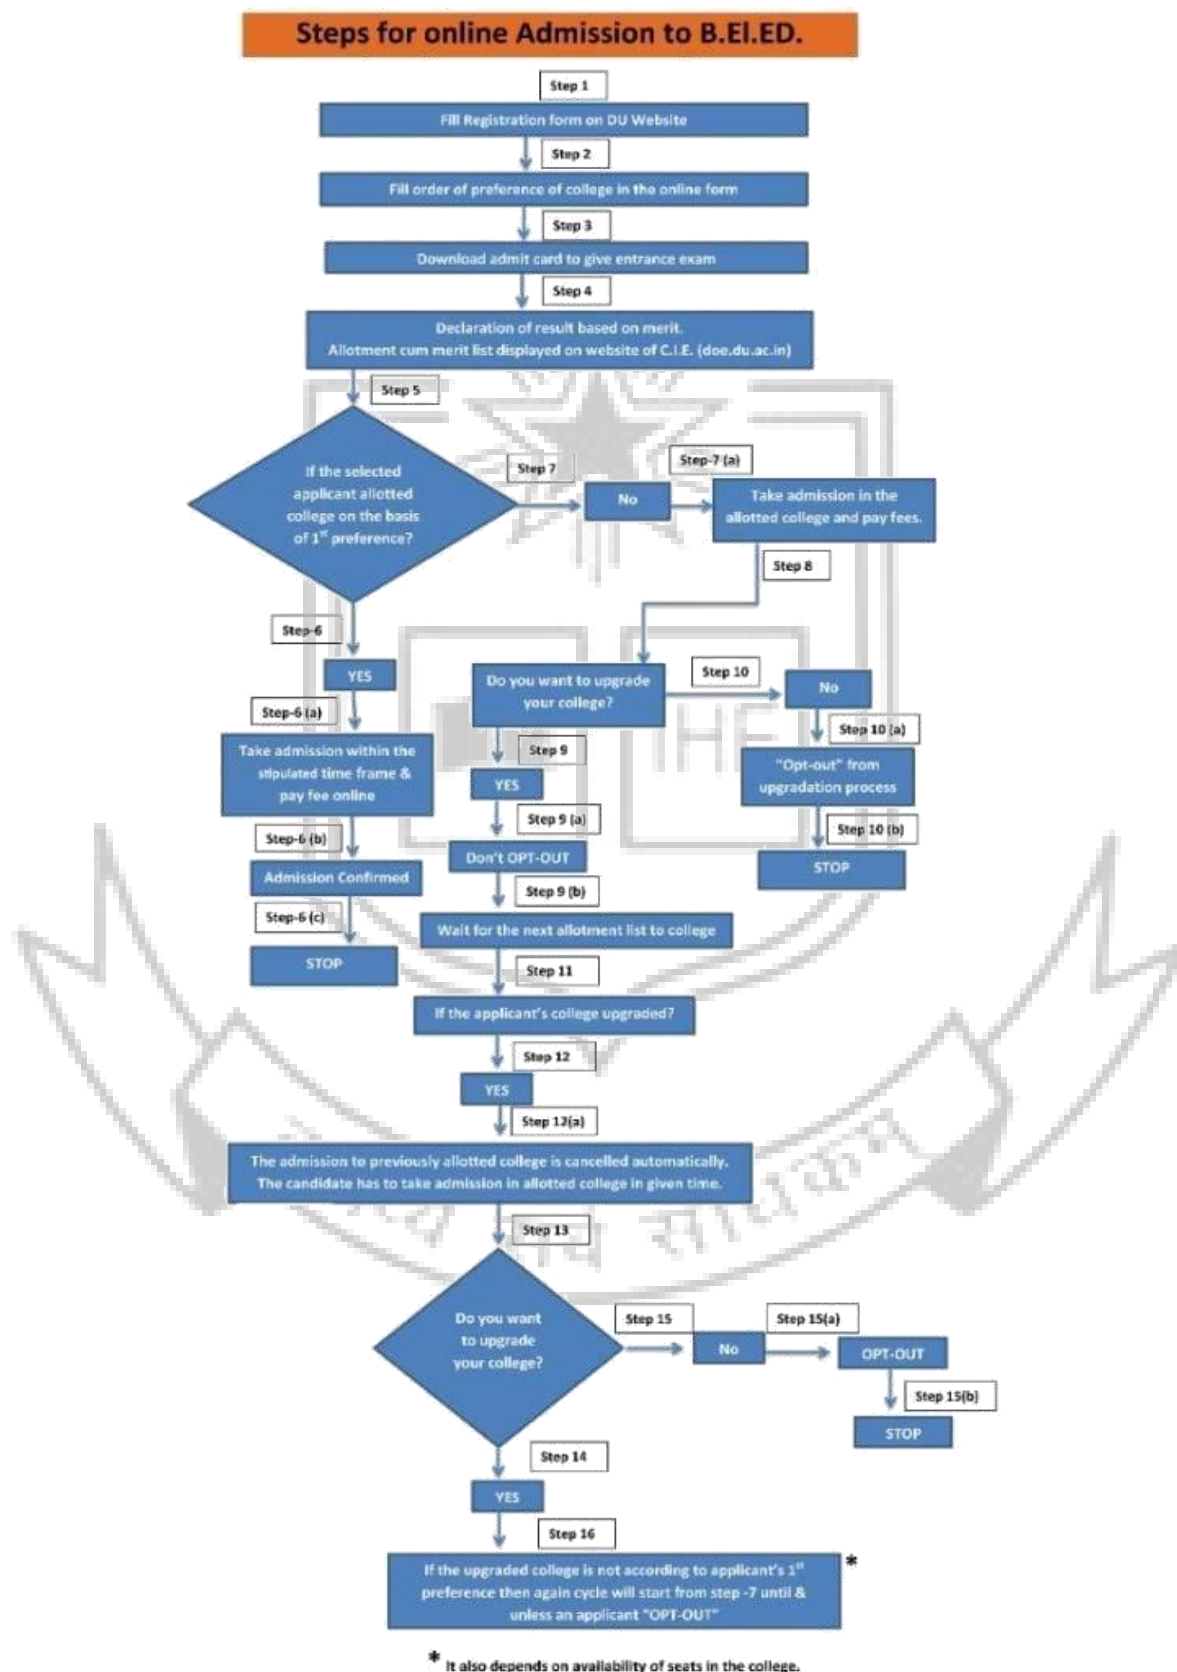 Steps for online Admission to B.El.ED.
Step 1
Fill Registration form on DU Website
Step 2
Fill order of preference of college in the online form
Step 3
Download admit card to give entrance exam
Step 4
Declaration of result based on merit.
Allotment cum merit list displayed on website of C.I.E. (doe.du.ac.in)
Step 5
If the selected
applicant allotted
college on the basis
of 1st preference?
Step 7
No
Step-7 (a)
Take admission in the
allotted college and pay fees.
Step 8
Step-6
YES
Step-6 (a)
Take admission within the
stipulated time frame &
pay fee online
Step-6 (b)
Admission Confirmed
Step-6 (c)
STOP
Do you want to upgrade
your college?
Step 10
No
Step 10 (a)
"Opt-out" from
upgradation process
Step 10 (b)
STOP
Step 9
YES
Step 9 (a)
Don't OPT-OUT
Step 9 (b)
Wait for the next allotment list to college
Step 11
If the applicant's college upgraded?
Step 12
YES
Step 12(a)
The admission to previously allotted college is cancelled automatically.
The candidate has to take admission in allotted college in given time.
Step 13
Do you want
to upgrade
your college?
Step 15
No
Step 15(a)
OPT-OUT
Step 15(b)
STOP
Step 14
YES
Step 16
If the upgraded college is not according to applicant's 1st
preference then again cycle will start from step -7 until &
unless an applicant "OPT-OUT"
*
* It also depends on availability of seats in the college.
IHE